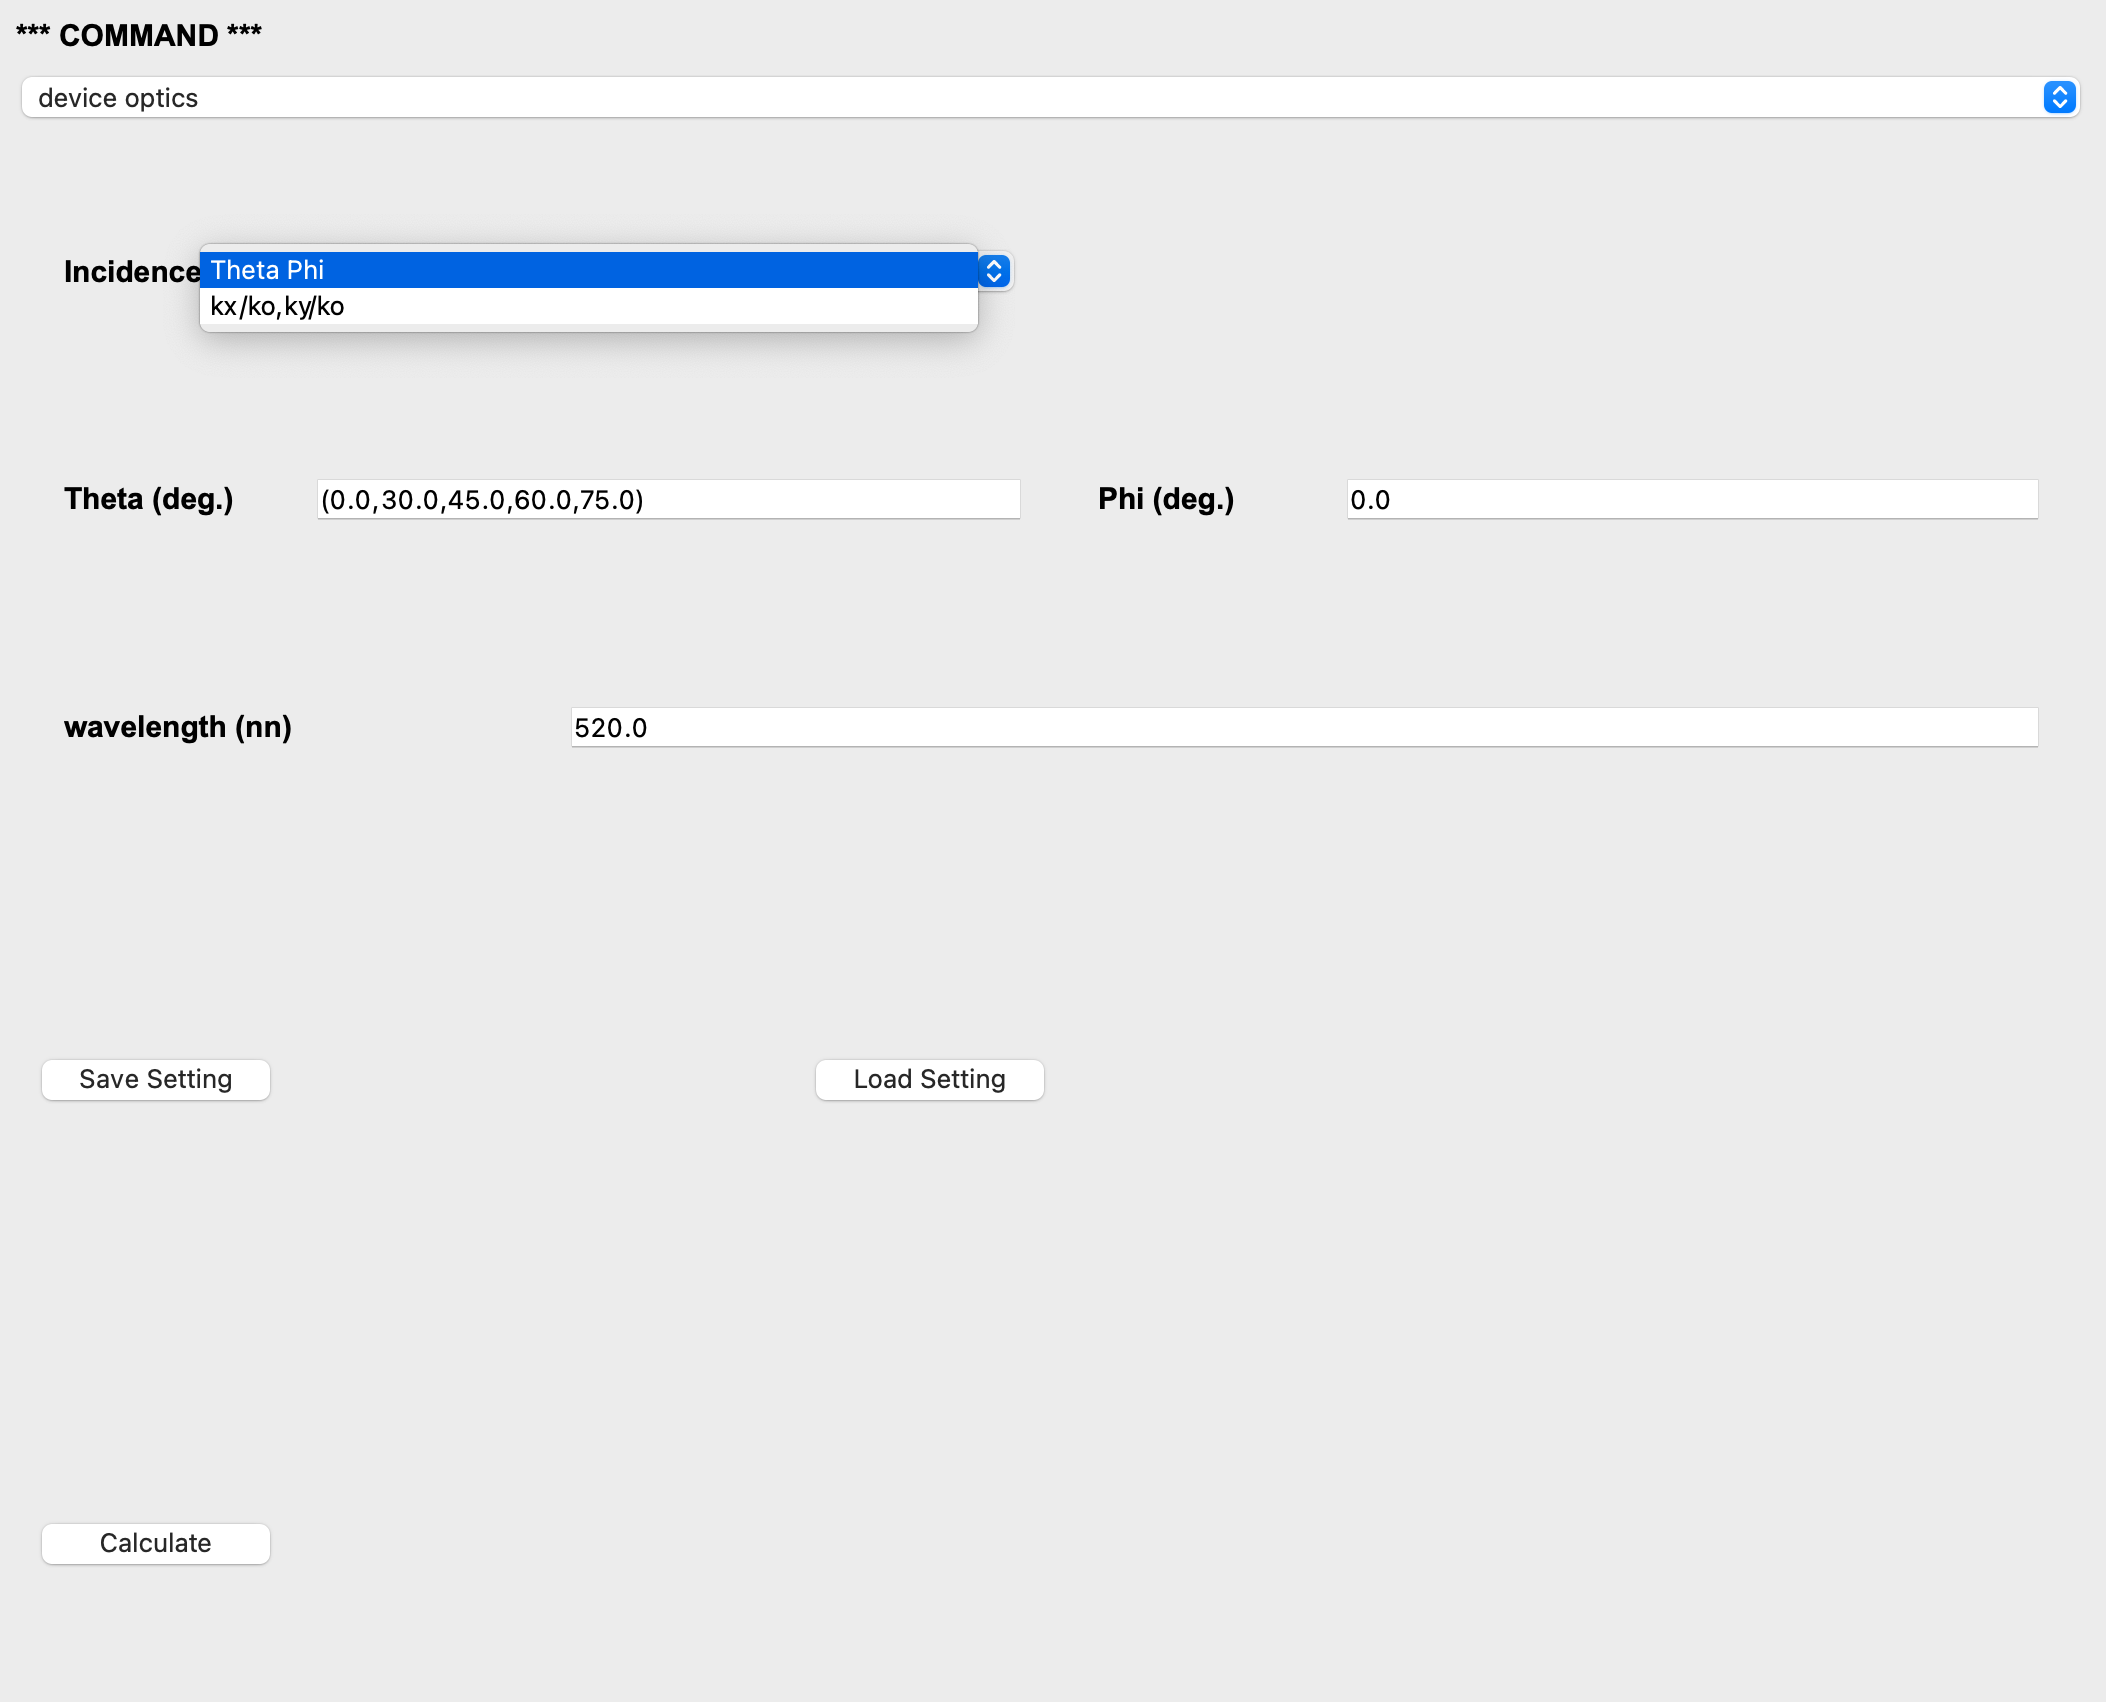 *** COMMAND ***
device optics
Incidence
Theta Phi
kx/ko,ky/ko
Theta (deg.) (0.0,30.0,45.0,60.0,75.0) Phi (deg.) 0.0
wavelength (nn) 520.0
Save Setting Load Setting
Calculate